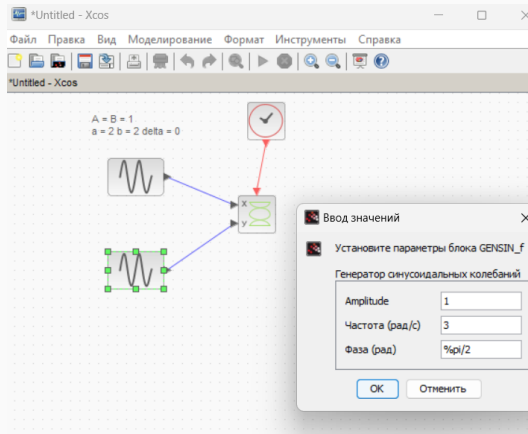 *Untitled - Xcos
Файл Правка Вид Моделирование Формат Инструменты Справка
*Untitled - Xcos
A = B = 1
a = 2 b = 2 delta = 0
x
y
Ввод значений
Установите параметры блока GENSIN_f
Генератор синусоидальных колебаний
Amplitude 1
Частота (рад/с) 3
Фаза (рад) %pi/2
OK Отменить